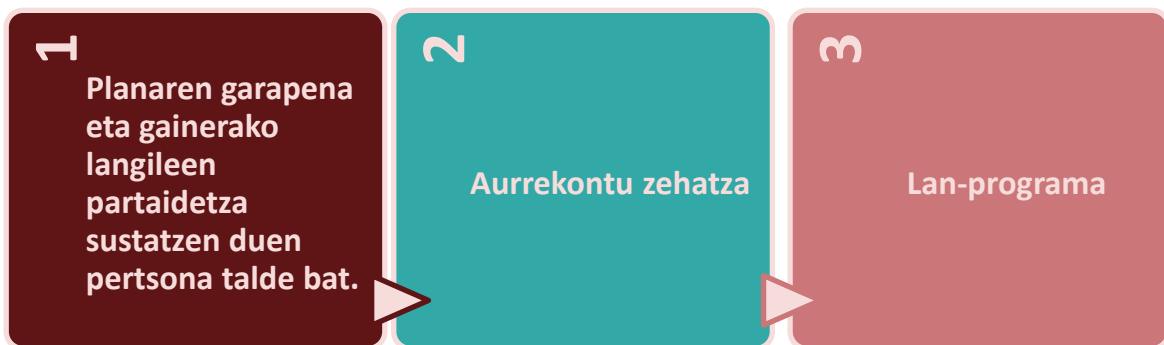 1
Planaren garapena
eta gainerako
langileen
partaidetza
sustatzen duen
pertsona talde bat.
2
Aurrekontu zehatza
3
Lan-programa